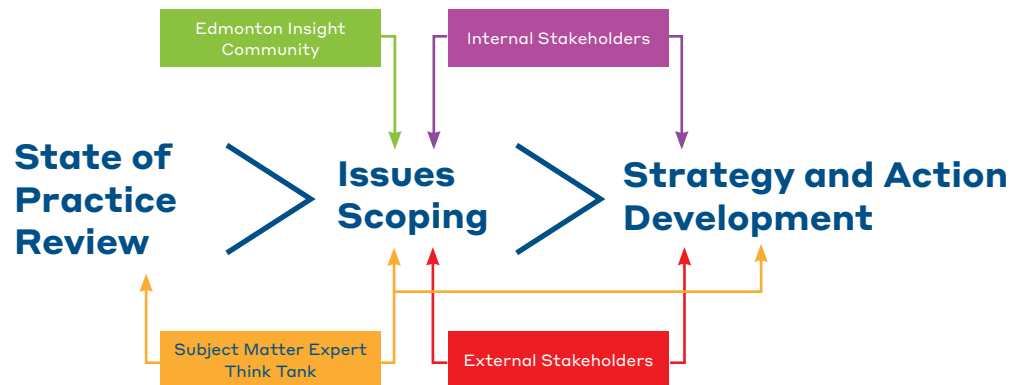 Edmonton Insight
Community
Internal Stakeholders
State of
Practice
Review
Issues
Scoping
Strategy and Action
Development
Subject Matter Expert
Think Tank
External Stakeholders